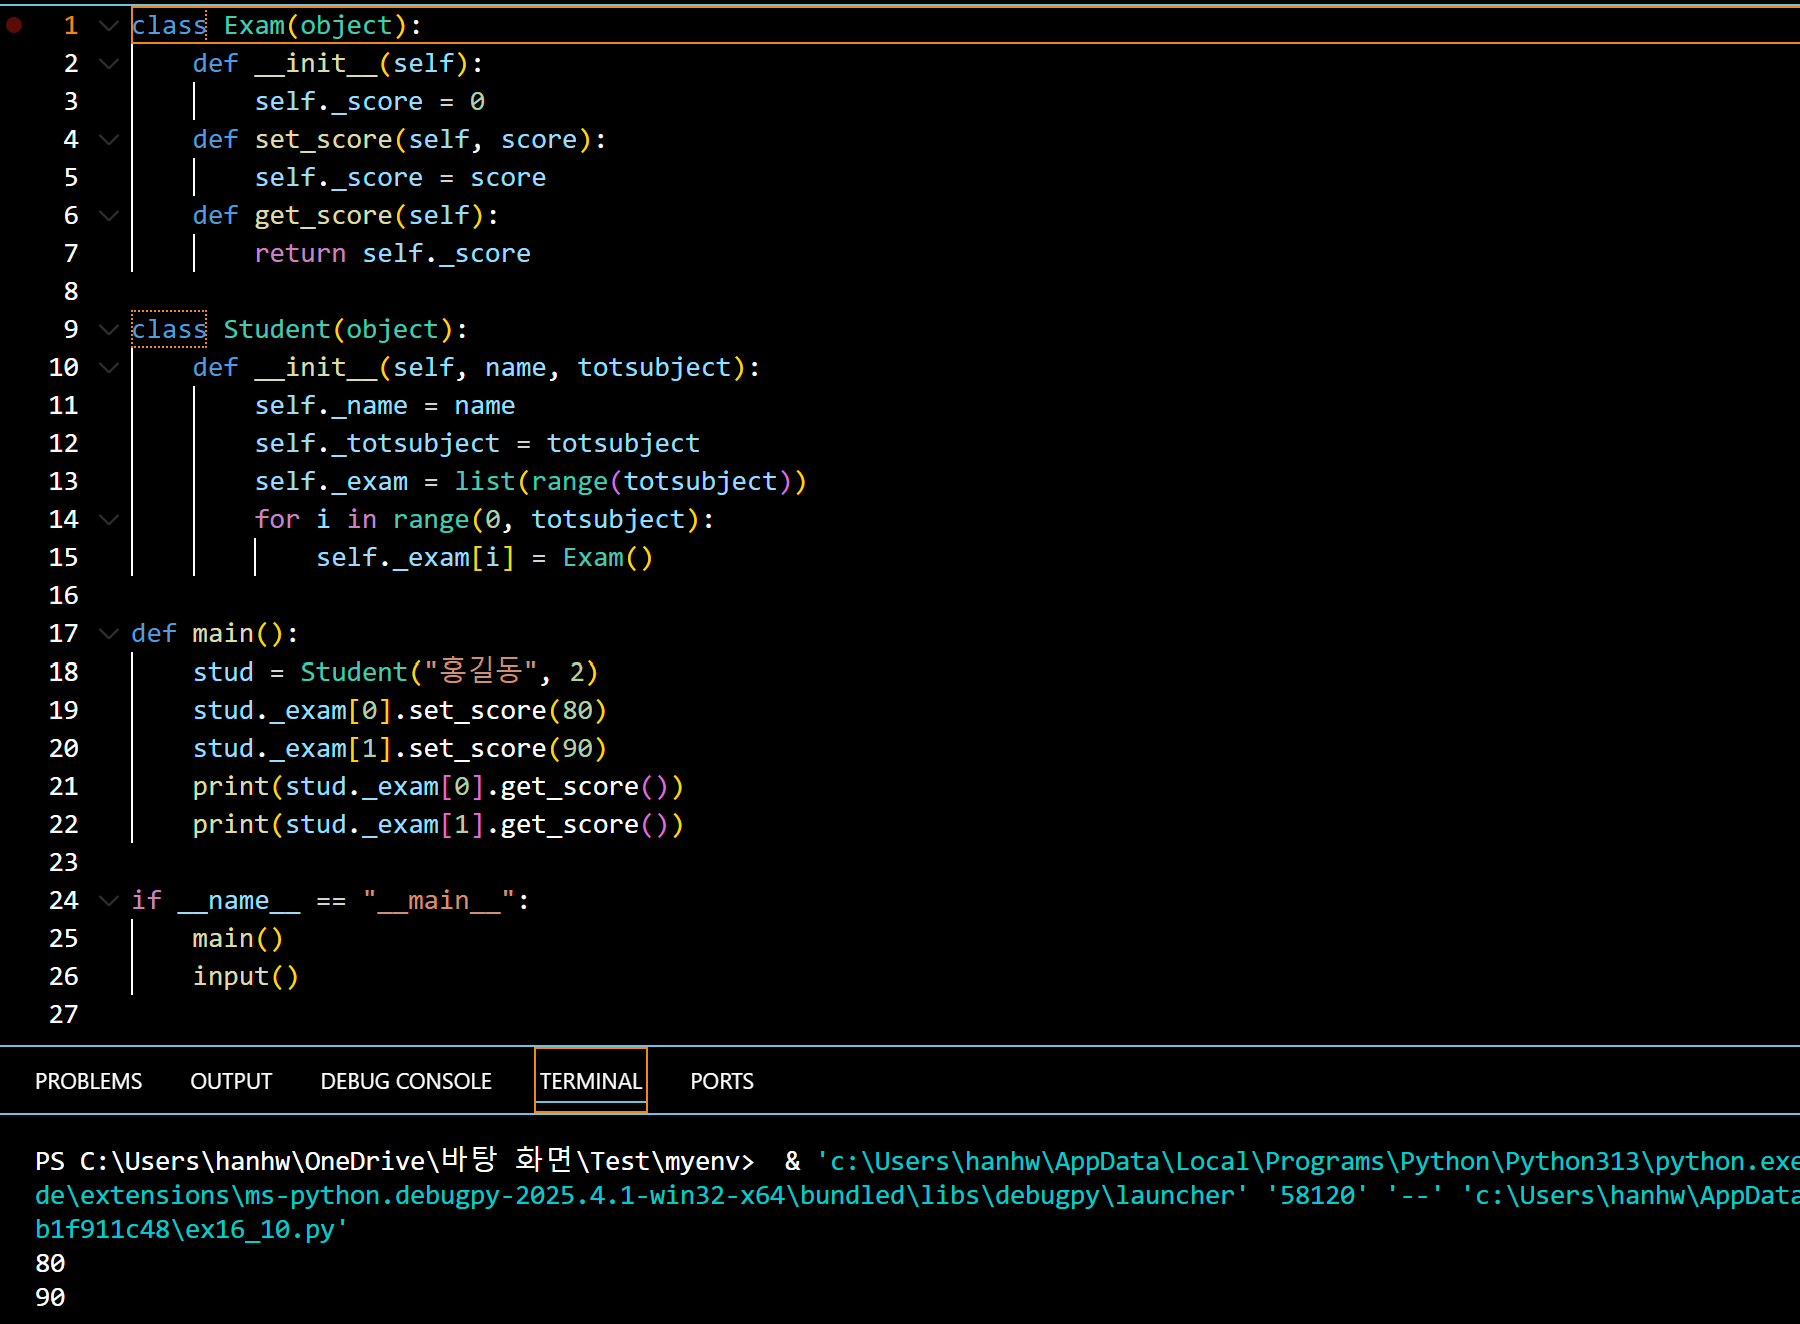 1 class Exam(object):
2     def __init__(self):
3         self._score = 0
4     def set_score(self, score):
5         self._score = score
6     def get_score(self):
7         return self._score
8
9 class Student(object):
10     def __init__(self, name, totsubject):
11         self._name = name
12         self._totsubject = totsubject
13         self._exam = list(range(totsubject))
14         for i in range(0, totsubject):
15             self._exam[i] = Exam()
16
17 def main():
18     stud = Student("홍길동", 2)
19     stud._exam[0].set_score(80)
20     stud._exam[1].set_score(90)
21     print(stud._exam[0].get_score())
22     print(stud._exam[1].get_score())
23
24 if __name__ == "__main__":
25     main()
26     input()
27
PROBLEMS OUTPUT DEBUG CONSOLE TERMINAL PORTS
PS C:\Users\hanhw\OneDrive\바탕 화면\Test\myenv>  & 'c:\Users\hanhw\AppData\Local\Programs\Python\Python313\python.exe
de\extensions\ms-python.debugpy-2025.4.1-win32-x64\bundled\libs\debugpy\launcher' '58120' '--' 'c:\Users\hanhw\AppData
b1f911c48\ex16_10.py'
80
90